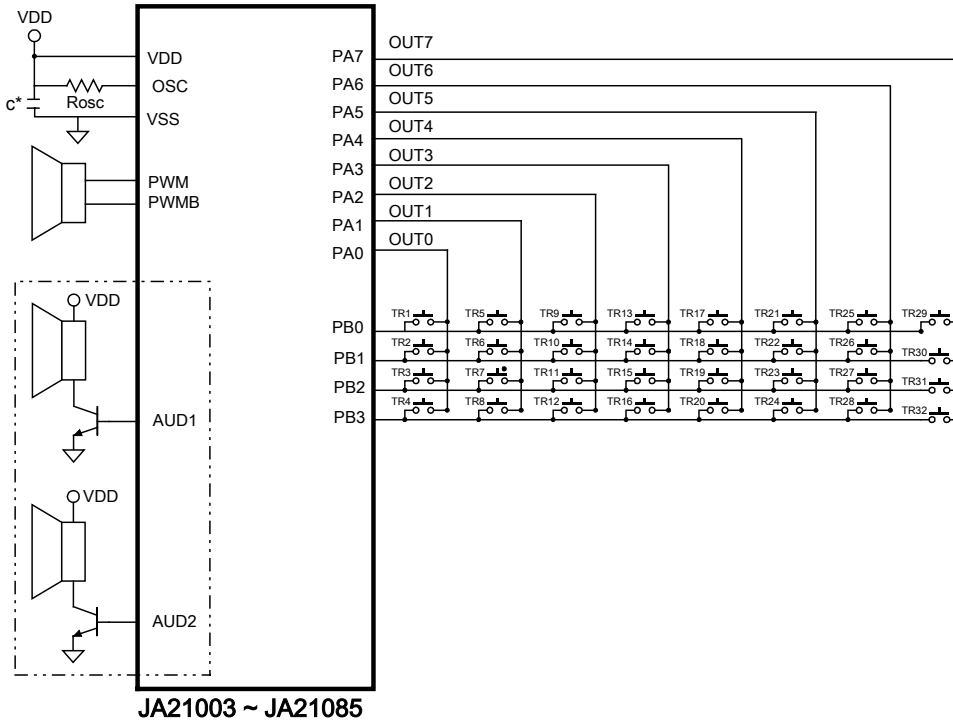 VDD
VDD
OSC
Rosc
c*
VSS
PWM
PWMB
VDD
AUD1
VDD
AUD2
PA7 OUT7
PA6 OUT6
PA5 OUT5
PA4 OUT4
PA3 OUT3
PA2 OUT2
PA1 OUT1
PA0 OUT0
PB0 TR1 TR5 TR9 TR13 TR17 TR21 TR25 TR29
PB1 TR2 TR6 TR10 TR14 TR18 TR22 TR26 TR30
PB2 TR3 TR7 TR11 TR15 TR19 TR23 TR27 TR31
PB3 TR4 TR8 TR12 TR16 TR20 TR24 TR28 TR32
JA21003 ~ JA21085